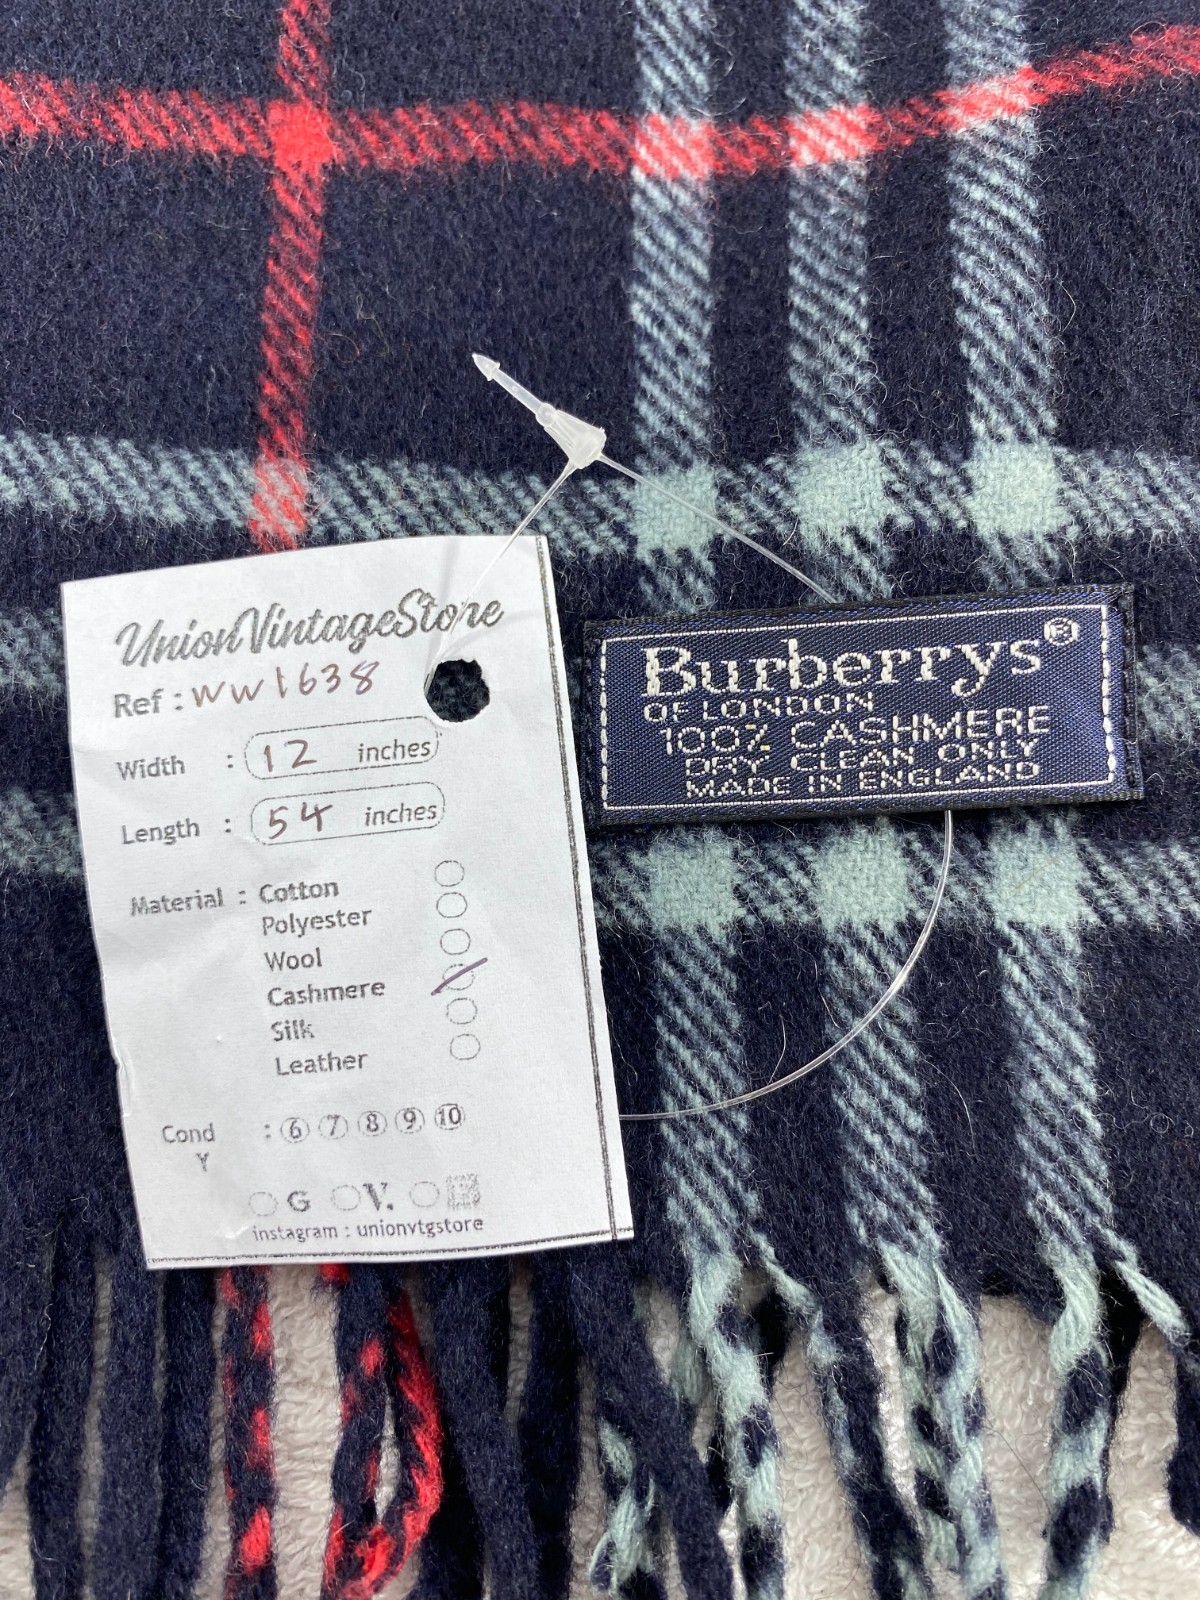 UnionVintageStore
Ref : WW1638
Width : 12 inches
Length : 54 inches
Material : Cotton
Polyester
Wool
Cashmere
Silk
Leather
Cond : 6 7 8 9 10
Y
G V.
instagram : unionvtgstore
Burberrys®
OF LONDON
100% CASHMERE
DRY CLEAN ONLY
MADE IN ENGLAND